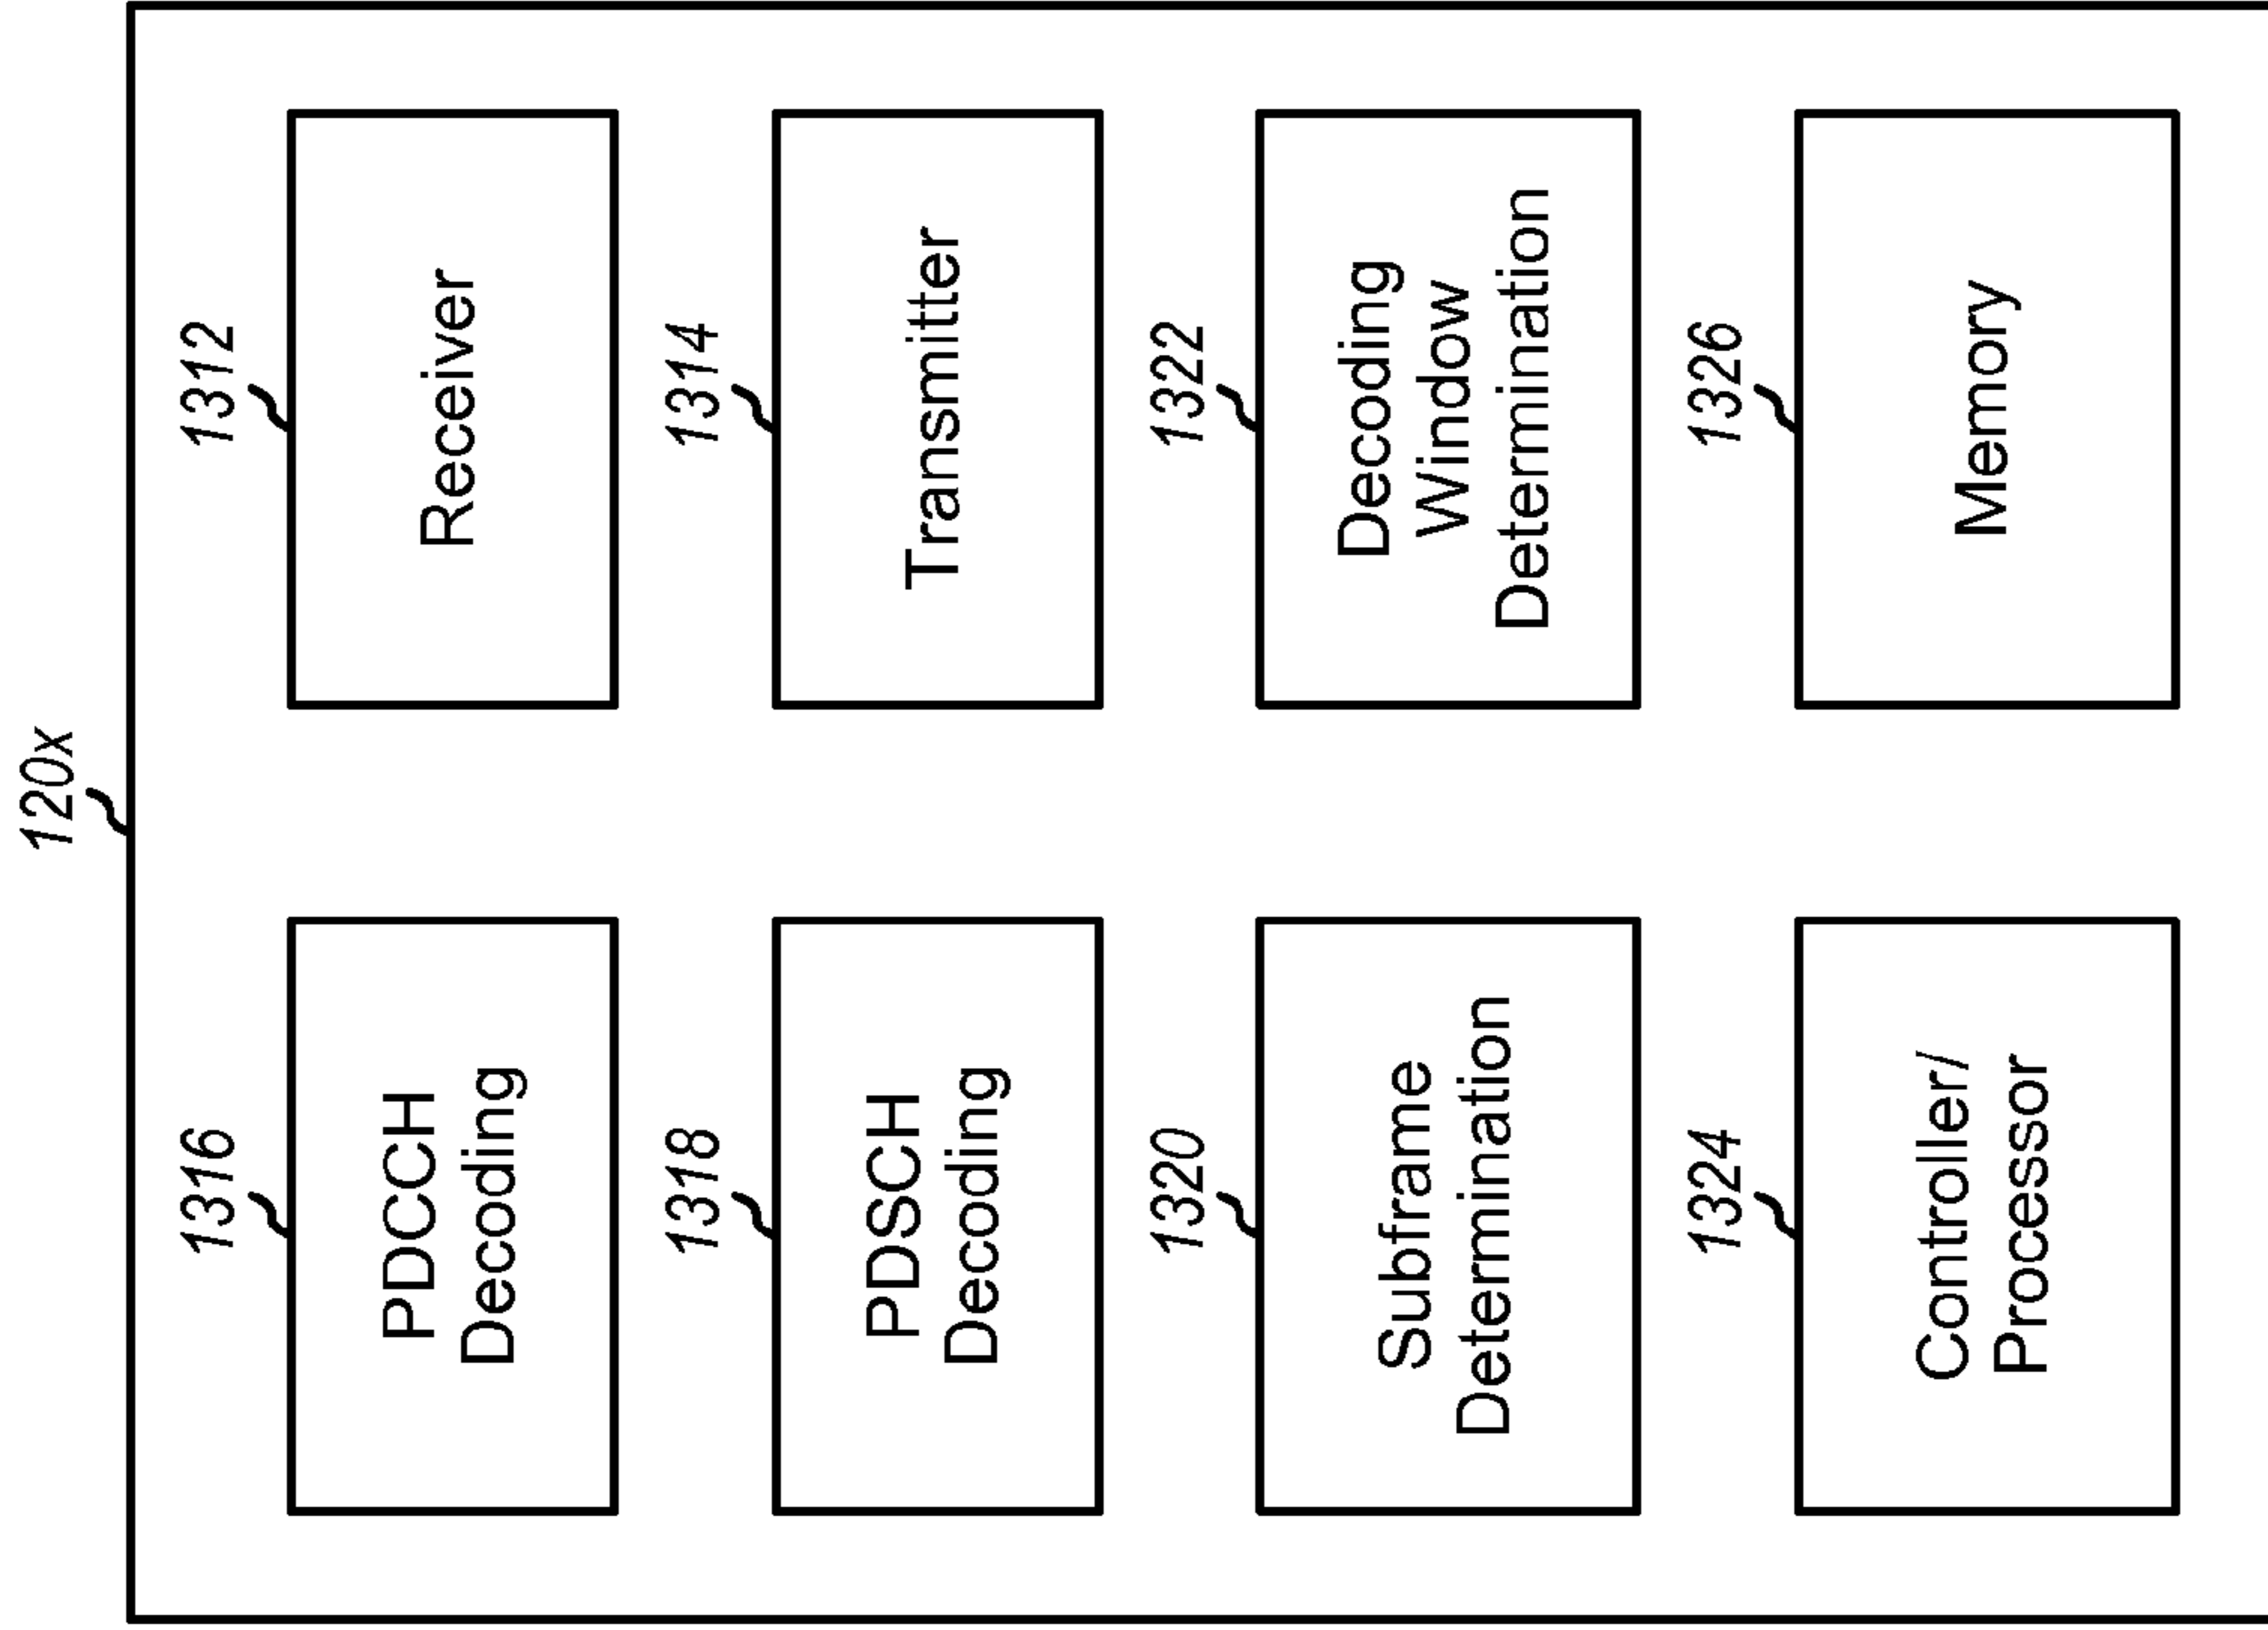 120x
1316
PDCCH
Decoding
1312
Receiver
1318
PDSCH
Decoding
1314
Transmitter
1320
Subframe
Determination
1322
Decoding
Window
Determination
1324
Controller/
Processor
1326
Memory